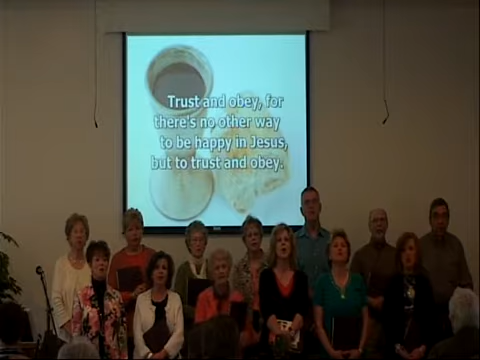 Trust and obey, for
there's no other way
to be happy in Jesus,
but to trust and obey.